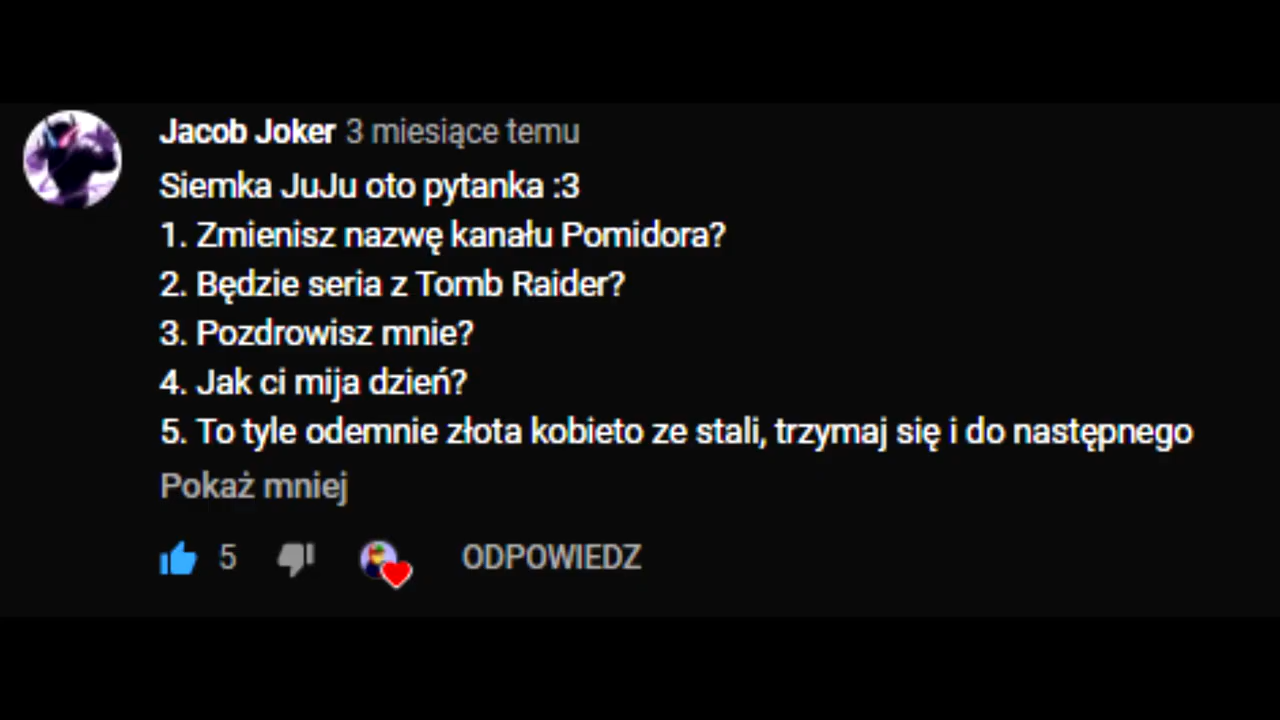 Jacob Joker 3 miesiące temu
Siemka JuJu oto pytanka :3
1. Zmienisz nazwę kanału Pomidora?
2. Będzie seria z Tomb Raider?
3. Pozdrowisz mnie?
4. Jak ci mija dzień?
5. To tyle odemnie złota kobieto ze stali, trzymaj się i do następnego
Pokaż mniej
5 ODPOWIEDZ